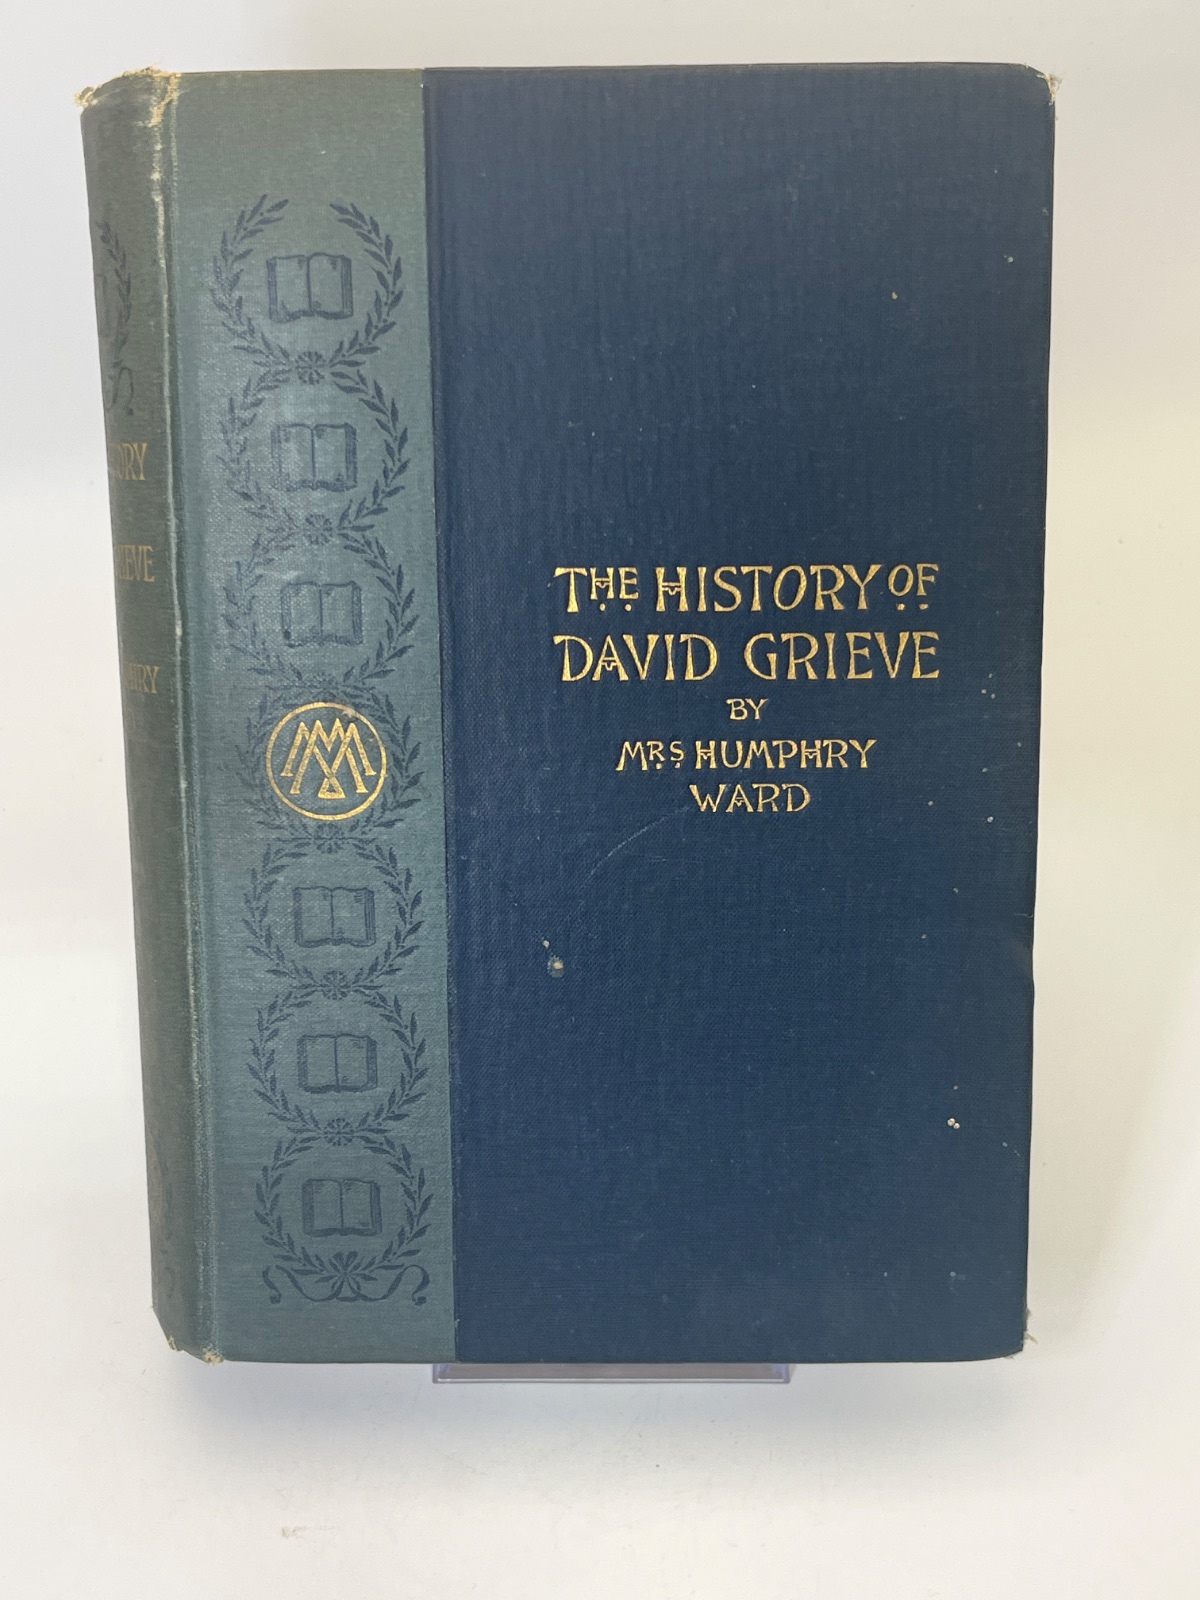 THE HISTORY OF
DAVID GRIEVE
BY
MRS HUMPHRY
WARD